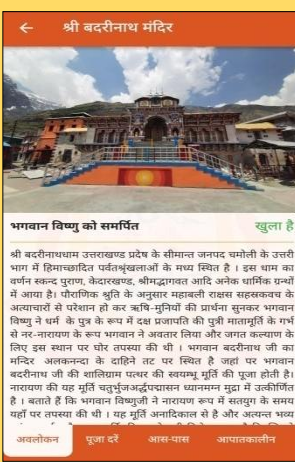 ← श्री बदरीनाथ मंदिर
भगवान विष्णु को समर्पित खुला है
श्री बदरीनाथधाम उत्तराखण्ड प्रदेश के सीमान्त जनपद चमोली के उत्तरी
भाग में हिमाच्छादित पर्वतश्रृंखलाओं के मध्य स्थित है । इस धाम का
वर्णन स्कन्द पुराण, केदारखण्ड, श्रीमद्भागवत आदि अनेक धार्मिक ग्रन्थों
में आया है। पौराणिक श्रुति के अनुसार महाबली राक्षस सहस्रकवच के
अत्याचारों से परेशान हो कर ऋषि-मुनियों की प्रार्थना सुनकर भगवान
विष्णु ने धर्म के पुत्र के रूप में दक्ष प्रजापति की पुत्री मातामूर्ति के गर्भ
से नर-नारायण के रूप भगवान ने अवतार लिया और जगत कल्याण के
लिए इस स्थान पर घोर तपस्या की थी । भगवान बदरीनाथ जी का
मन्दिर अलकनन्दा के दाहिने तट पर स्थित है जहां पर भगवान
बदरीनाथ जी की शालिग्राम पत्थर की स्वयम्भू मूर्ति की पूजा होती है।
नारायण की यह मूर्ति चतुर्भुजअर्द्धपद्मासन ध्यानमग्न मुद्रा में उत्कीर्णित
है । बताते हैं कि भगवान विष्णुजी ने नारायण रूप में सतयुग के समय
यहाँ पर तपस्या की थी । यह मूर्ति अनादिकाल से है और अत्यन्त भव्य
अवलोकन पूजा दरें आस-पास आपातकालीन